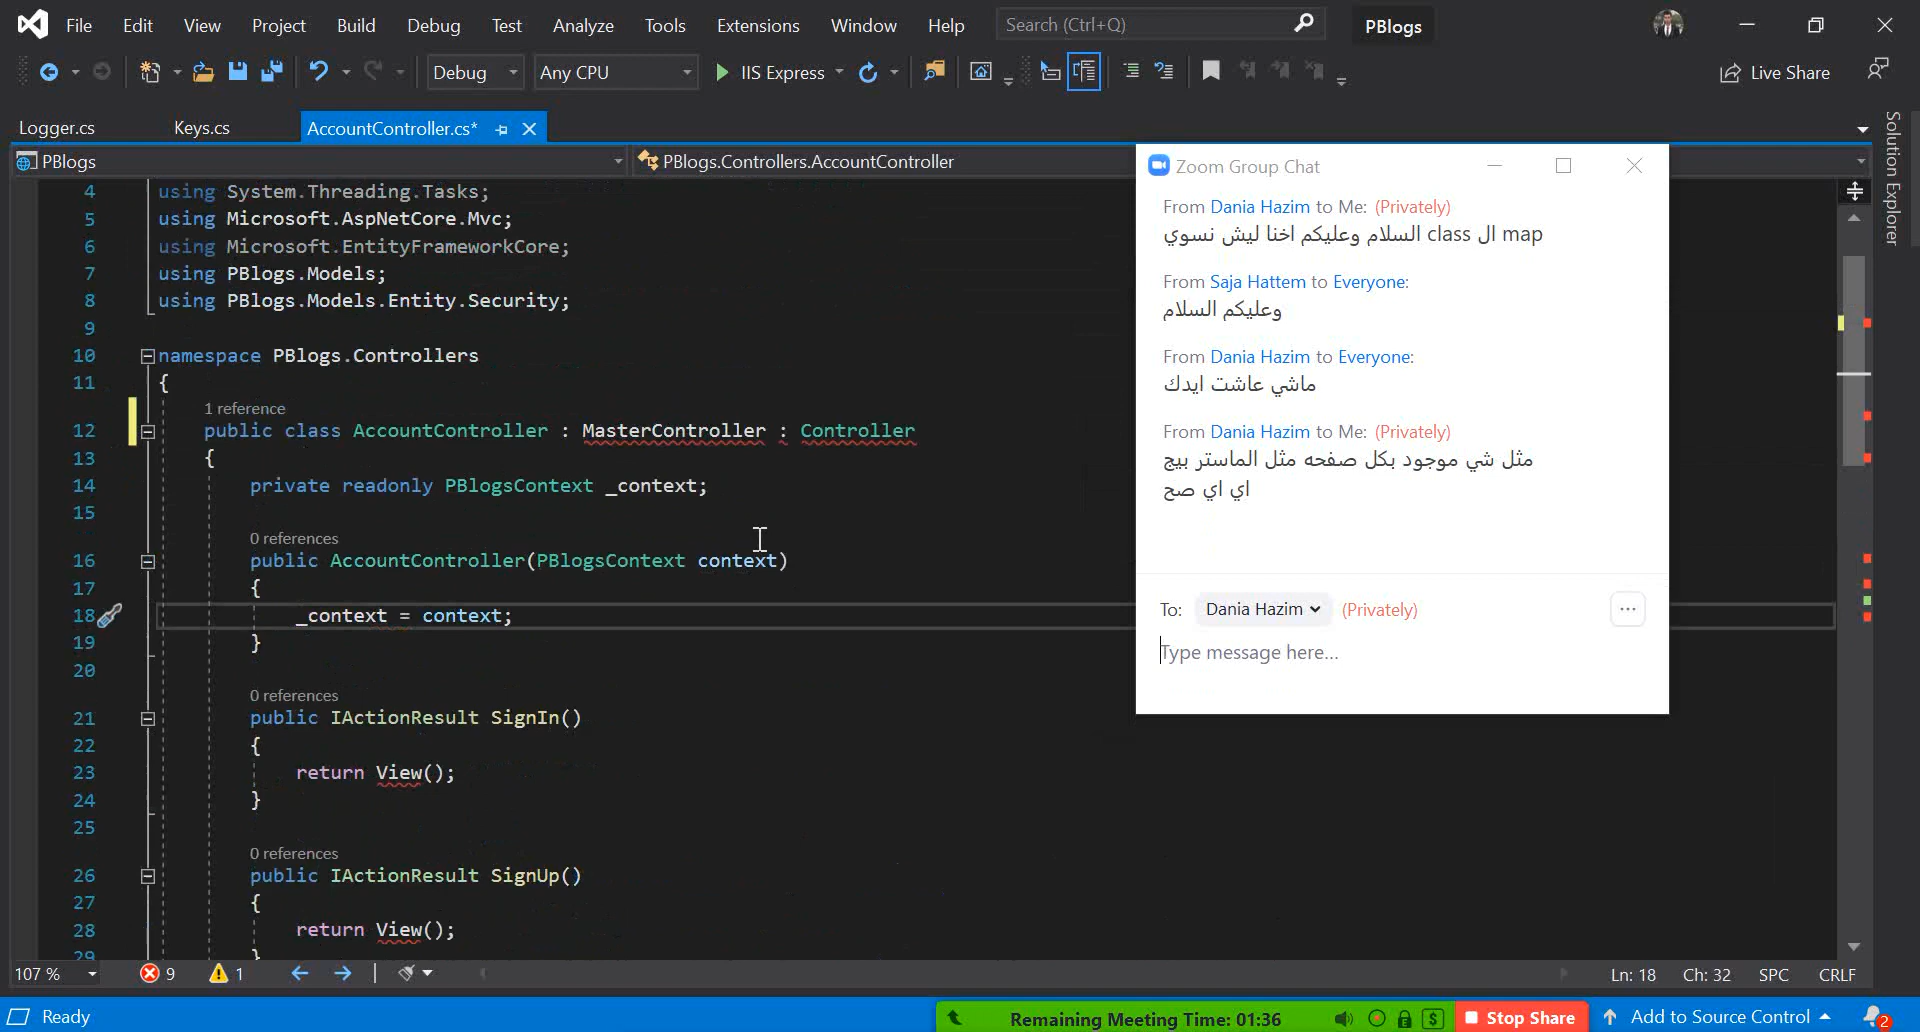 File Edit View Project Build Debug Test Analyze Tools Extensions Window Help Search (Ctrl+Q) PBlogs
Debug Any CPU IIS Express Live Share
Logger.cs Keys.cs AccountController.cs*
PBlogs PBlogs.Controllers.AccountController
Solution Explorer
4 using System.Threading.Tasks;
5 using Microsoft.AspNetCore.Mvc;
6 using Microsoft.EntityFrameworkCore;
7 using PBlogs.Models;
8 using PBlogs.Models.Entity.Security;
9
10 namespace PBlogs.Controllers
11 {
1 reference
12 public class AccountController : MasterController : Controller
13 {
14 private readonly PBlogsContext _context;
15
0 references
16 public AccountController(PBlogsContext context)
17 {
18 _context = context;
19 }
20
0 references
21 public IActionResult SignIn()
22 {
23 return View();
24 }
25
0 references
26 public IActionResult SignUp()
27 {
28 return View();
29 }
Zoom Group Chat
From Dania Hazim to Me: (Privately)
السلام وعليكم اخنا ليش نسوي class ال map
From Saja Hattem to Everyone:
وعليكم السلام
From Dania Hazim to Everyone:
ماشي عاشت ايدك
From Dania Hazim to Me: (Privately)
مثل شي موجود بكل صفحه مثل الماستر بيج
اي اي صح
To: Dania Hazim (Privately)
Type message here...
107 % 9 1 Ln: 18 Ch: 32 SPC CRLF
Ready Remaining Meeting Time: 01:36 Stop Share Add to Source Control 2